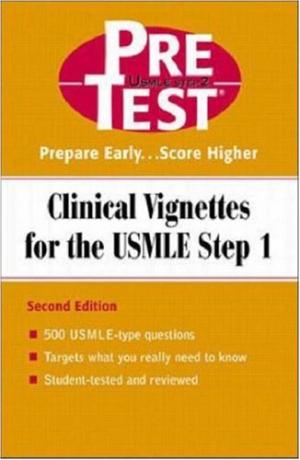 PRE
USMLE STEP 2
TEST®
Prepare Early...Score Higher
Clinical Vignettes
for the USMLE Step 1
Second Edition
■ 500 USMLE-type questions
■ Targets what you really need to know
■ Student-tested and reviewed